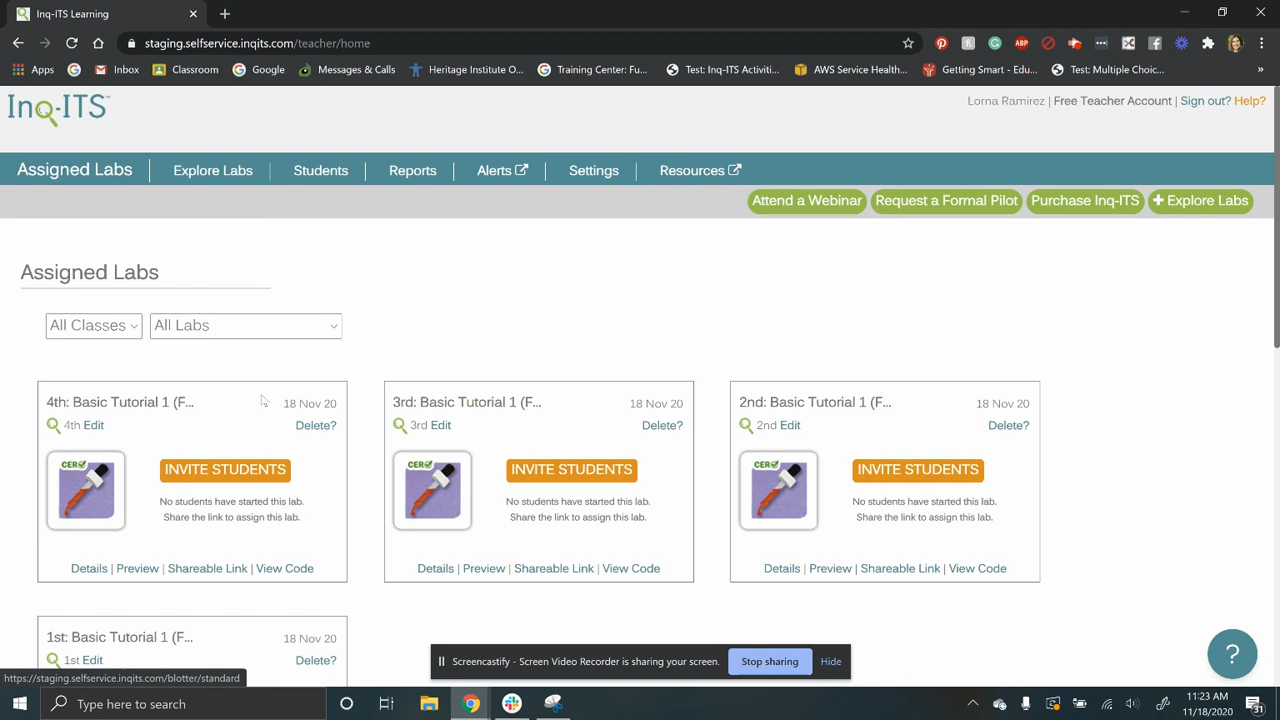 Inq-ITS Learning
staging.selfservice.inqits.com/teacher/home
Apps Inbox Classroom Google Messages & Calls Heritage Institute O... Training Center: Fu... Test: Inq-ITS Activiti... AWS Service Healt... Getting Smart - Edu... Test: Multiple Choic... »
Inq-ITS™
Lorna Ramirez | Free Teacher Account | Sign out? Help?
Assigned Labs Explore Labs Students Reports Alerts Settings Resources
Attend a Webinar Request a Formal Pilot Purchase Inq-ITS + Explore Labs
Assigned Labs
All Classes All Labs
4th: Basic Tutorial 1 (F... 18 Nov 20
4th Edit Delete?
CER
INVITE STUDENTS
No students have started this lab.
Share the link to assign this lab.
Details | Preview | Shareable Link | View Code
3rd: Basic Tutorial 1 (F... 18 Nov 20
3rd Edit Delete?
CER
INVITE STUDENTS
No students have started this lab.
Share the link to assign this lab.
Details | Preview | Shareable Link | View Code
2nd: Basic Tutorial 1 (F... 18 Nov 20
2nd Edit Delete?
CER
INVITE STUDENTS
No students have started this lab.
Share the link to assign this lab.
Details | Preview | Shareable Link | View Code
1st: Basic Tutorial 1 (F... 18 Nov 20
1st Edit Delete?
Screencastify - Screen Video Recorder is sharing your screen. Stop sharing Hide
?
https://staging.selfservice.inqits.com/blotter/standard
Type here to search
11:23 AM
11/18/2020
31